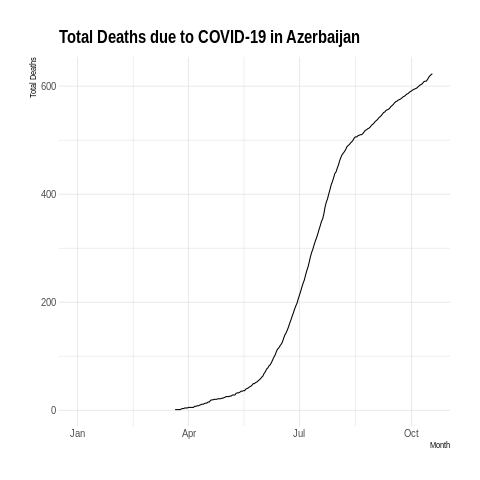 Total Deaths due to COVID-19 in Azerbaijan
Total Deaths
600
400
200
0
Jan Apr Jul Oct
Month